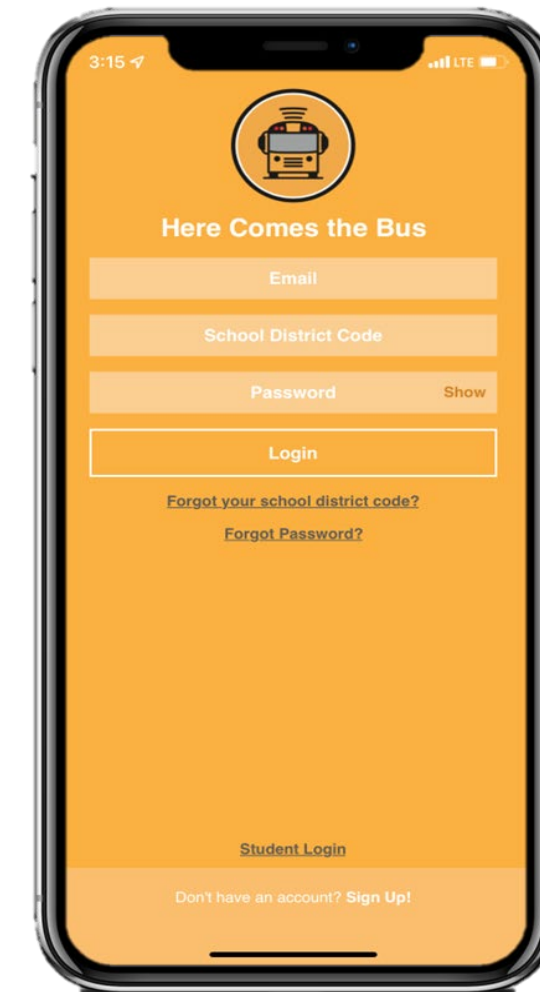 3:15 LTE
Here Comes the Bus
Email
School District Code
Password Show
Login
Forgot your school district code?
Forgot Password?
Student Login
Don't have an account? Sign Up!